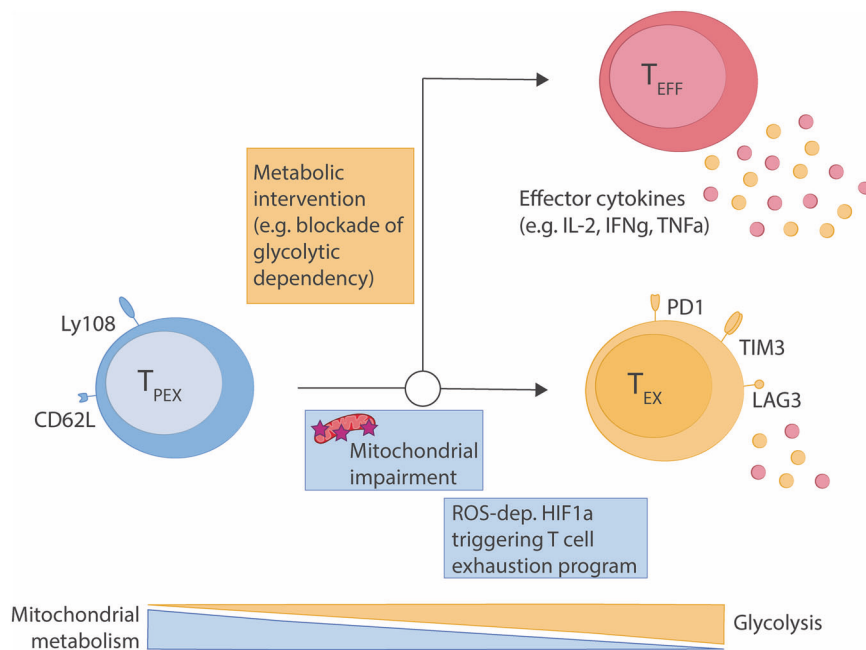 T EFF
Metabolic
intervention
(e.g. blockade of
glycolytic
dependency)
Effector cytokines
(e.g. IL-2, IFNg, TNFa)
Ly108
CD62L
T PEX
PD1
TIM3
LAG3
T EX
Mitochondrial
impairment
ROS-dep. HIF1a
triggering T cell
exhaustion program
Mitochondrial
metabolism
Glycolysis